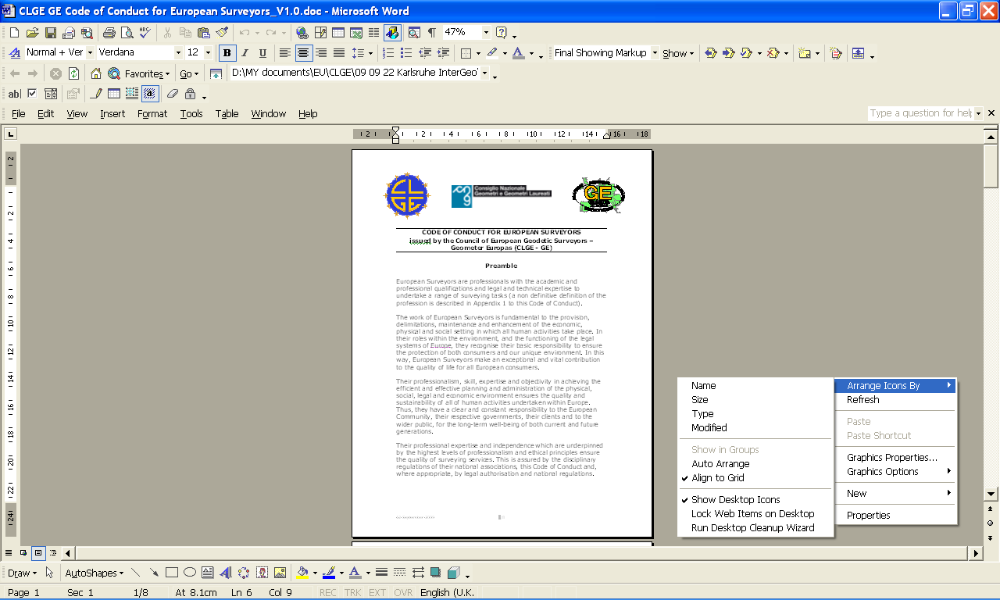 CLGE GE Code of Conduct for European Surveyors_V1.0.doc - Microsoft Word
47%
Normal + Ver Verdana 12 B I U Final Showing Markup Show
Favorites Go D:\MY documents\EU\CLGE\09 09 22 Karlsruhe InterGeo'
ab
File Edit View Insert Format Tools Table Window Help Type a question for help
2 2 4 6 8 10 12 14 16 18
CL
GE
Consiglio Nazionale
Geometri e Geometri Laureati
GE
CODE OF CONDUCT FOR EUROPEAN SURVEYORS
issued by the Council of European Geodetic Surveyors –
Geometer Europas (CLGE - GE)
Preamble
European Surveyors are professionals with the academic and
professional qualifications and legal and technical expertise to
undertake a range of surveying tasks (a non definitive definition of the
profession is described in Appendix 1 to this Code of Conduct).
The work of European Surveyors is fundamental to the provision,
delimitations, maintenance and enhancement of the economic,
physical and social setting in which all human activities take place. In
their roles within the environment, and the functioning of the legal
systems of Europe, they recognise their basic responsibility to ensure
the protection of both consumers and our unique environment. In this
way, European Surveyors make an exceptional and vital contribution
to the quality of life for all European consumers.
Their professionalism, skill, expertise and objectivity in achieving the
efficient and effective planning and administration of the physical,
social, legal and economic environment ensures the quality and
sustainability of all of human activities undertaken within Europe.
Thus, they have a clear and constant responsibility to the European
Community, their respective governments, their clients and to the
wider public, for the long-term well-being of both current and future
generations.
Their professional expertise and independence which are underpinned
by the highest levels of professionalism and ethical principles ensure
the quality of surveying services. This is assured by the disciplinary
regulations of their national associations, this Code of Conduct and,
where appropriate, by legal authorisation and national regulations.
Name
Size
Type
Modified
Show in Groups
Auto Arrange
Align to Grid
Show Desktop Icons
Lock Web Items on Desktop
Run Desktop Cleanup Wizard
Arrange Icons By
Refresh
Paste
Paste Shortcut
Graphics Properties...
Graphics Options
New
Properties
Draw AutoShapes
Page 1 Sec 1 1/8 At 8.1cm Ln 6 Col 9 REC TRK EXT OVR English (U.K.